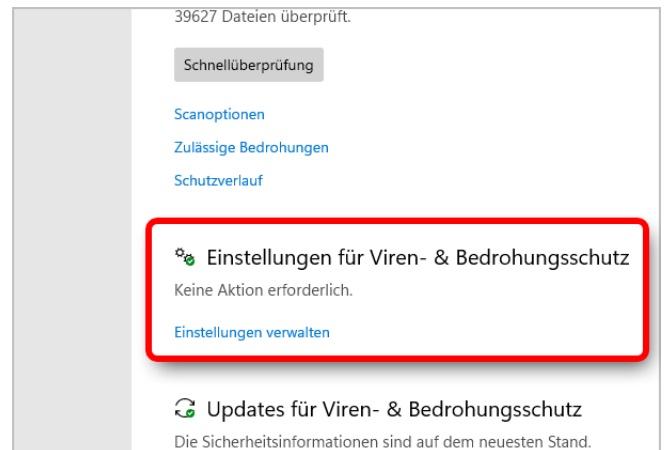 39627 Dateien überprüft.
Schnellüberprüfung
Scanoptionen
Zulässige Bedrohungen
Schutzverlauf
Einstellungen für Viren- & Bedrohungsschutz
Keine Aktion erforderlich.
Einstellungen verwalten
Updates für Viren- & Bedrohungsschutz
Die Sicherheitsinformationen sind auf dem neuesten Stand.